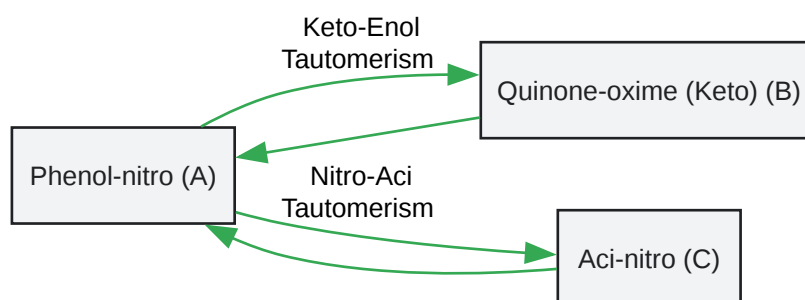 Keto-Enol
Tautomerism
Quinone-oxime (Keto) (B)
Phenol-nitro (A)
Nitro-Aci
Tautomerism
Aci-nitro (C)